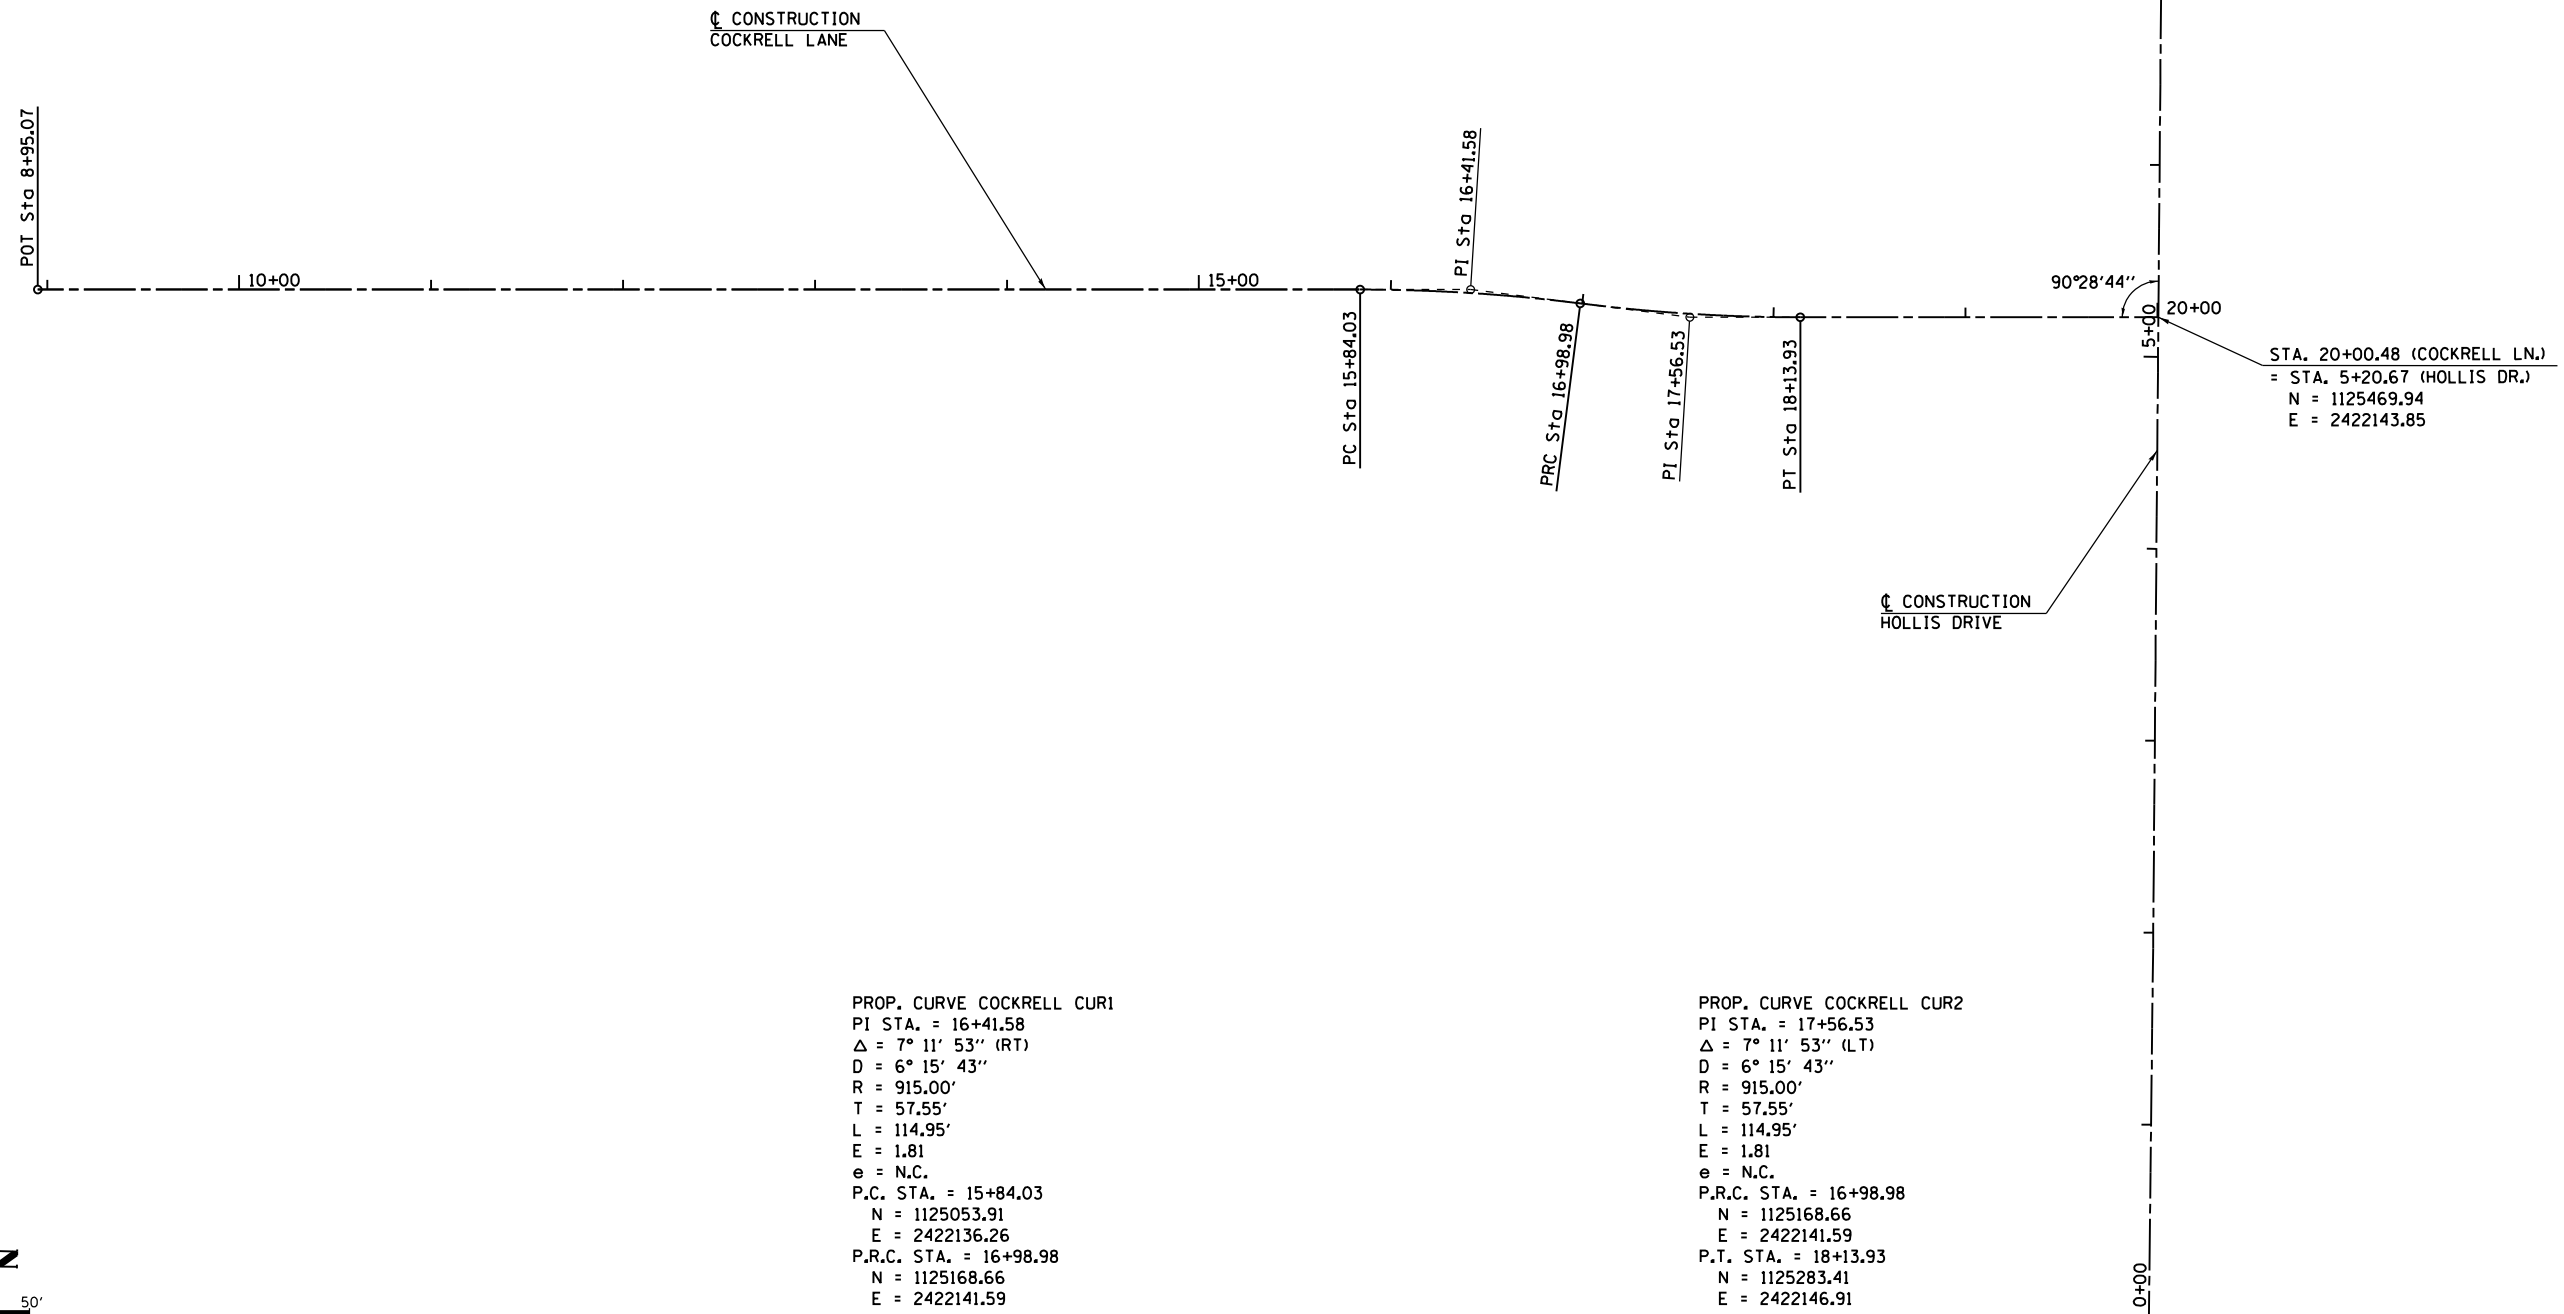 ℄ CONSTRUCTION
COCKRELL LANE
POT Sta 8+95.07
10+00
15+00
PI Sta 16+41.58
PC Sta 15+84.03
PRC Sta 16+98.98
PI Sta 17+56.53
PT Sta 18+13.93
90°28'44''
20+00
5+00
STA. 20+00.48 (COCKRELL LN.)
= STA. 5+20.67 (HOLLIS DR.)
N = 1125469.94
E = 2422143.85
℄ CONSTRUCTION
HOLLIS DRIVE
PROP. CURVE COCKRELL CUR1
PI STA. = 16+41.58
Δ = 7° 11' 53'' (RT)
D = 6° 15' 43''
R = 915.00'
T = 57.55'
L = 114.95'
E = 1.81
e = N.C.
P.C. STA. = 15+84.03
N = 1125053.91
E = 2422136.26
P.R.C. STA. = 16+98.98
N = 1125168.66
E = 2422141.59
PROP. CURVE COCKRELL CUR2
PI STA. = 17+56.53
Δ = 7° 11' 53'' (LT)
D = 6° 15' 43''
R = 915.00'
T = 57.55'
L = 114.95'
E = 1.81
e = N.C.
P.R.C. STA. = 16+98.98
N = 1125168.66
E = 2422141.59
P.T. STA. = 18+13.93
N = 1125283.41
E = 2422146.91
0+00
N
50'